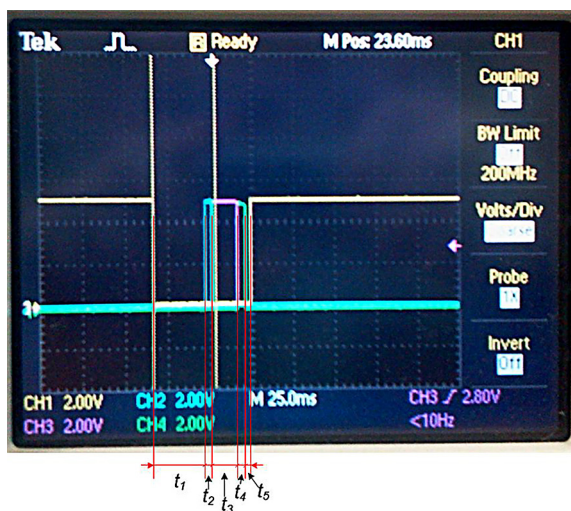 Tek R Ready M Pos: 23.60ms CH1
Coupling
DC
BW Limit
Off
200MHz
Volts/Div
Probe
1X
Invert
Off
CH1 2.00V CH2 2.00V M 25.0ms CH3 2.80V
CH3 2.00V CH4 2.00V <10Hz
t1 t2 t3 t4 t5